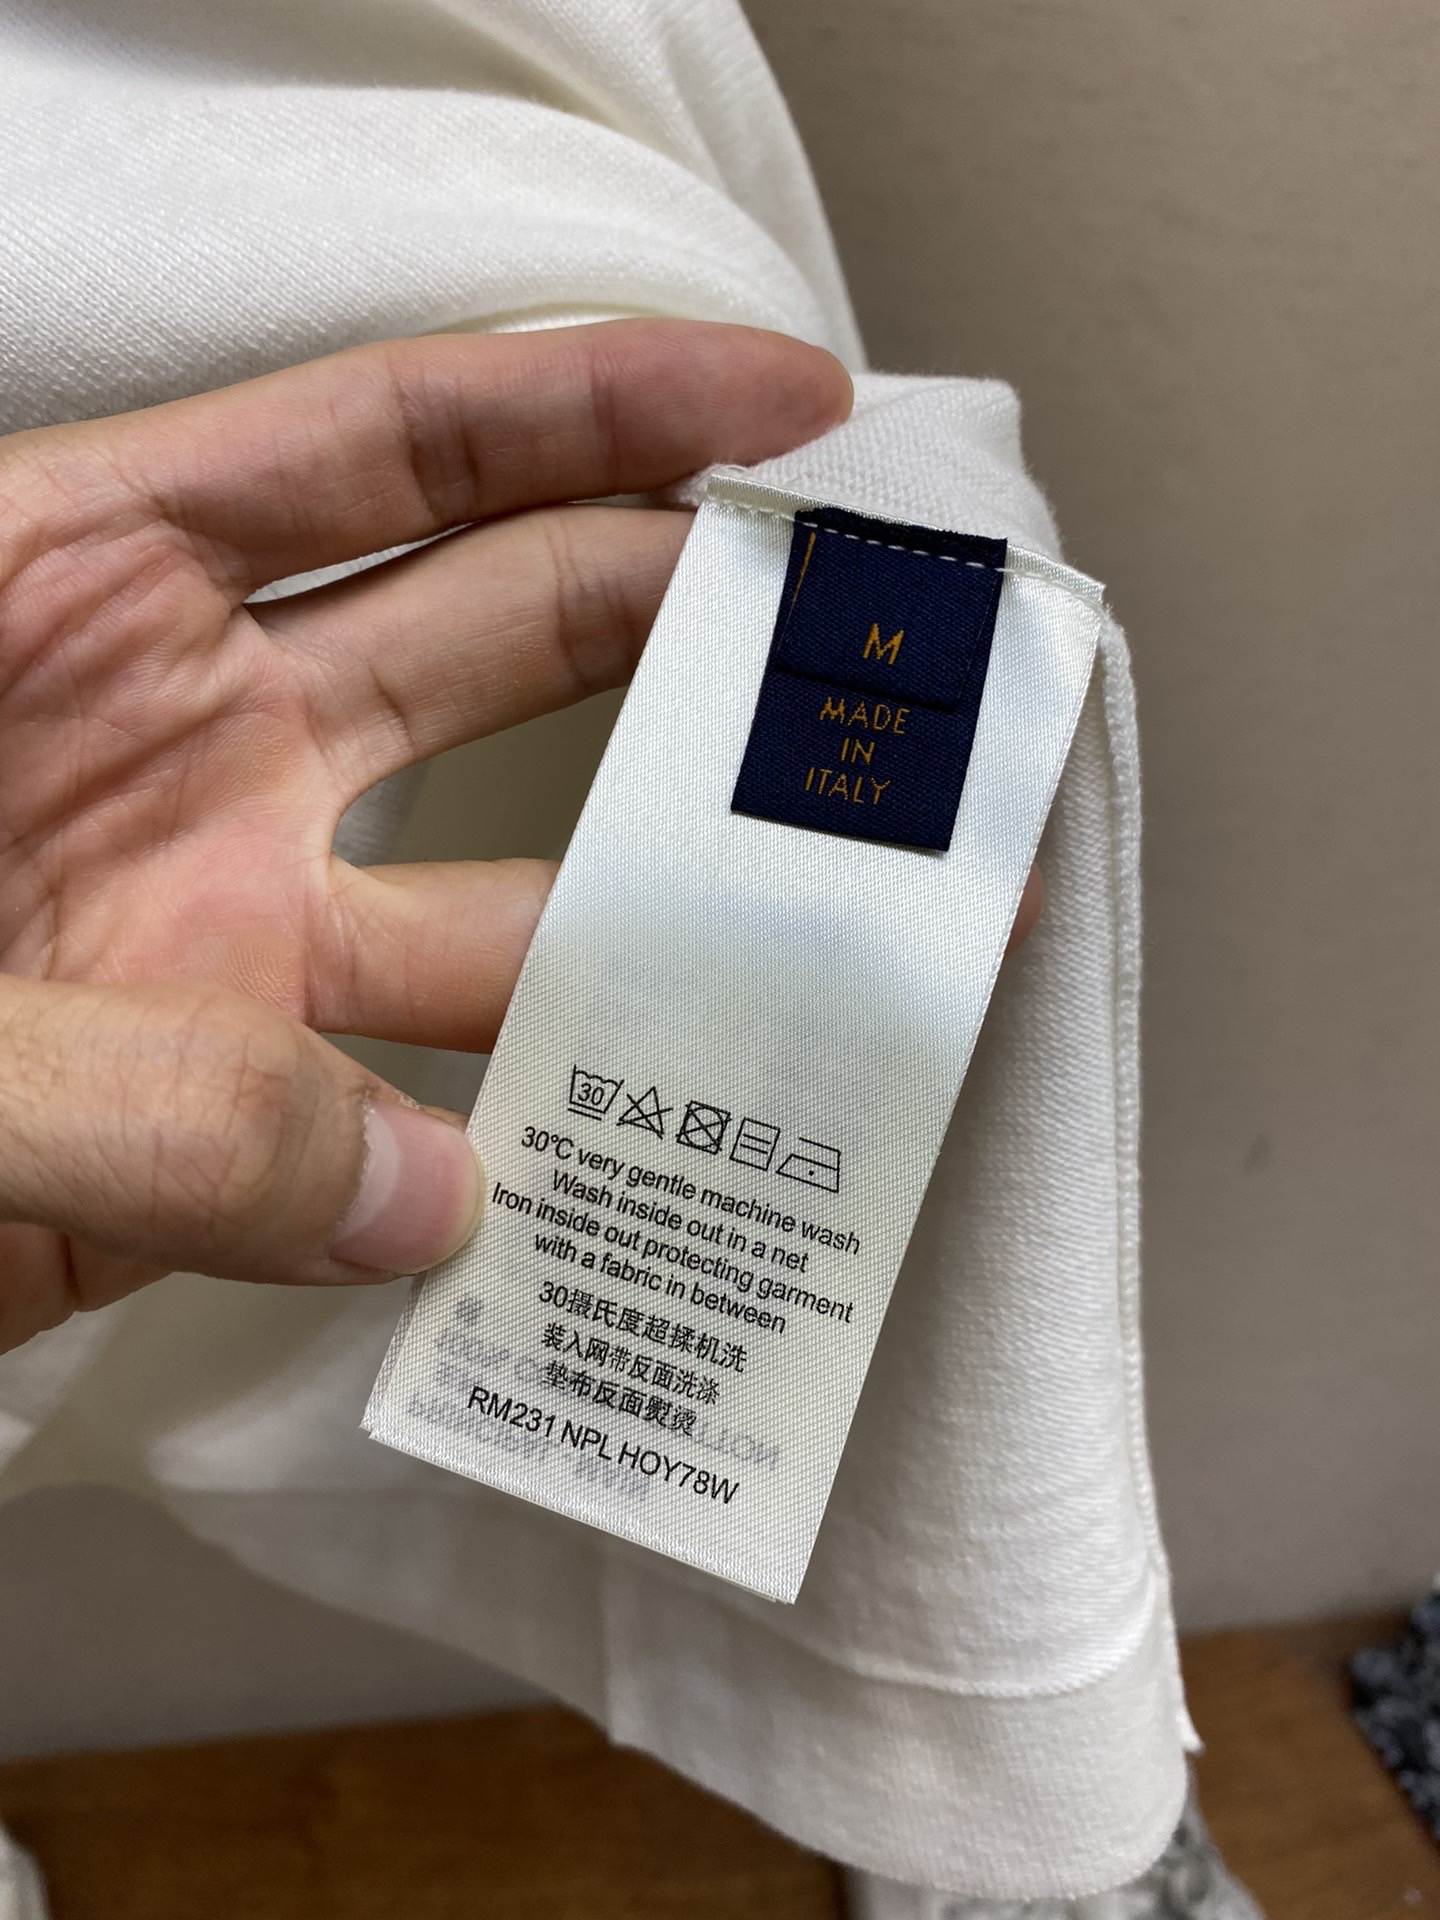 M
MADE
IN
ITALY
30
30°C very gentle machine wash
Wash inside out in a net
Iron inside out protecting garment
with a fabric in between
30摄氏度超揉机洗
装入网带反面洗涤
垫布反面熨烫
RM231 NPL HOY78W